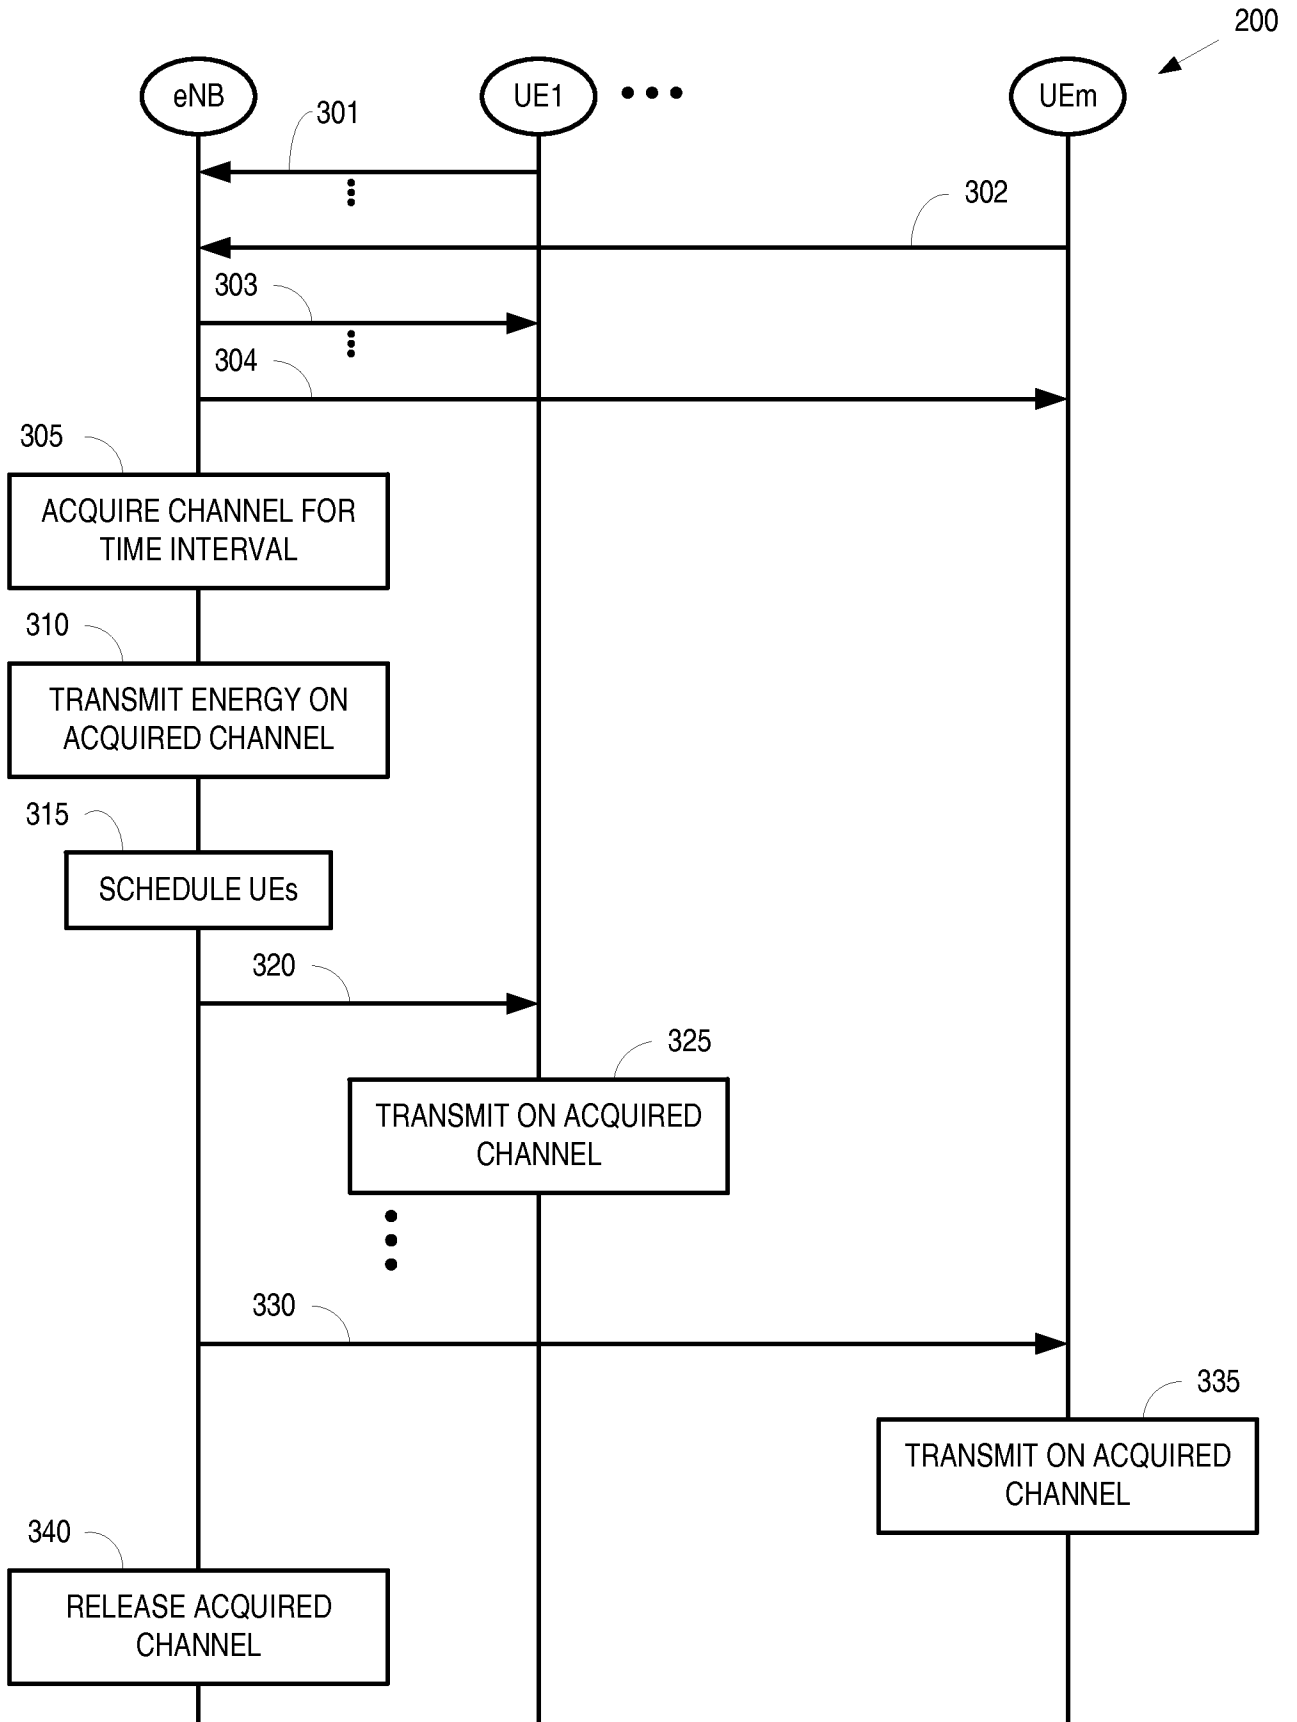 200
eNB
UE1
UEm
301
302
303
304
305
ACQUIRE CHANNEL FOR
TIME INTERVAL
310
TRANSMIT ENERGY ON
ACQUIRED CHANNEL
315
SCHEDULE UEs
320
325
TRANSMIT ON ACQUIRED
CHANNEL
330
335
TRANSMIT ON ACQUIRED
CHANNEL
340
RELEASE ACQUIRED
CHANNEL